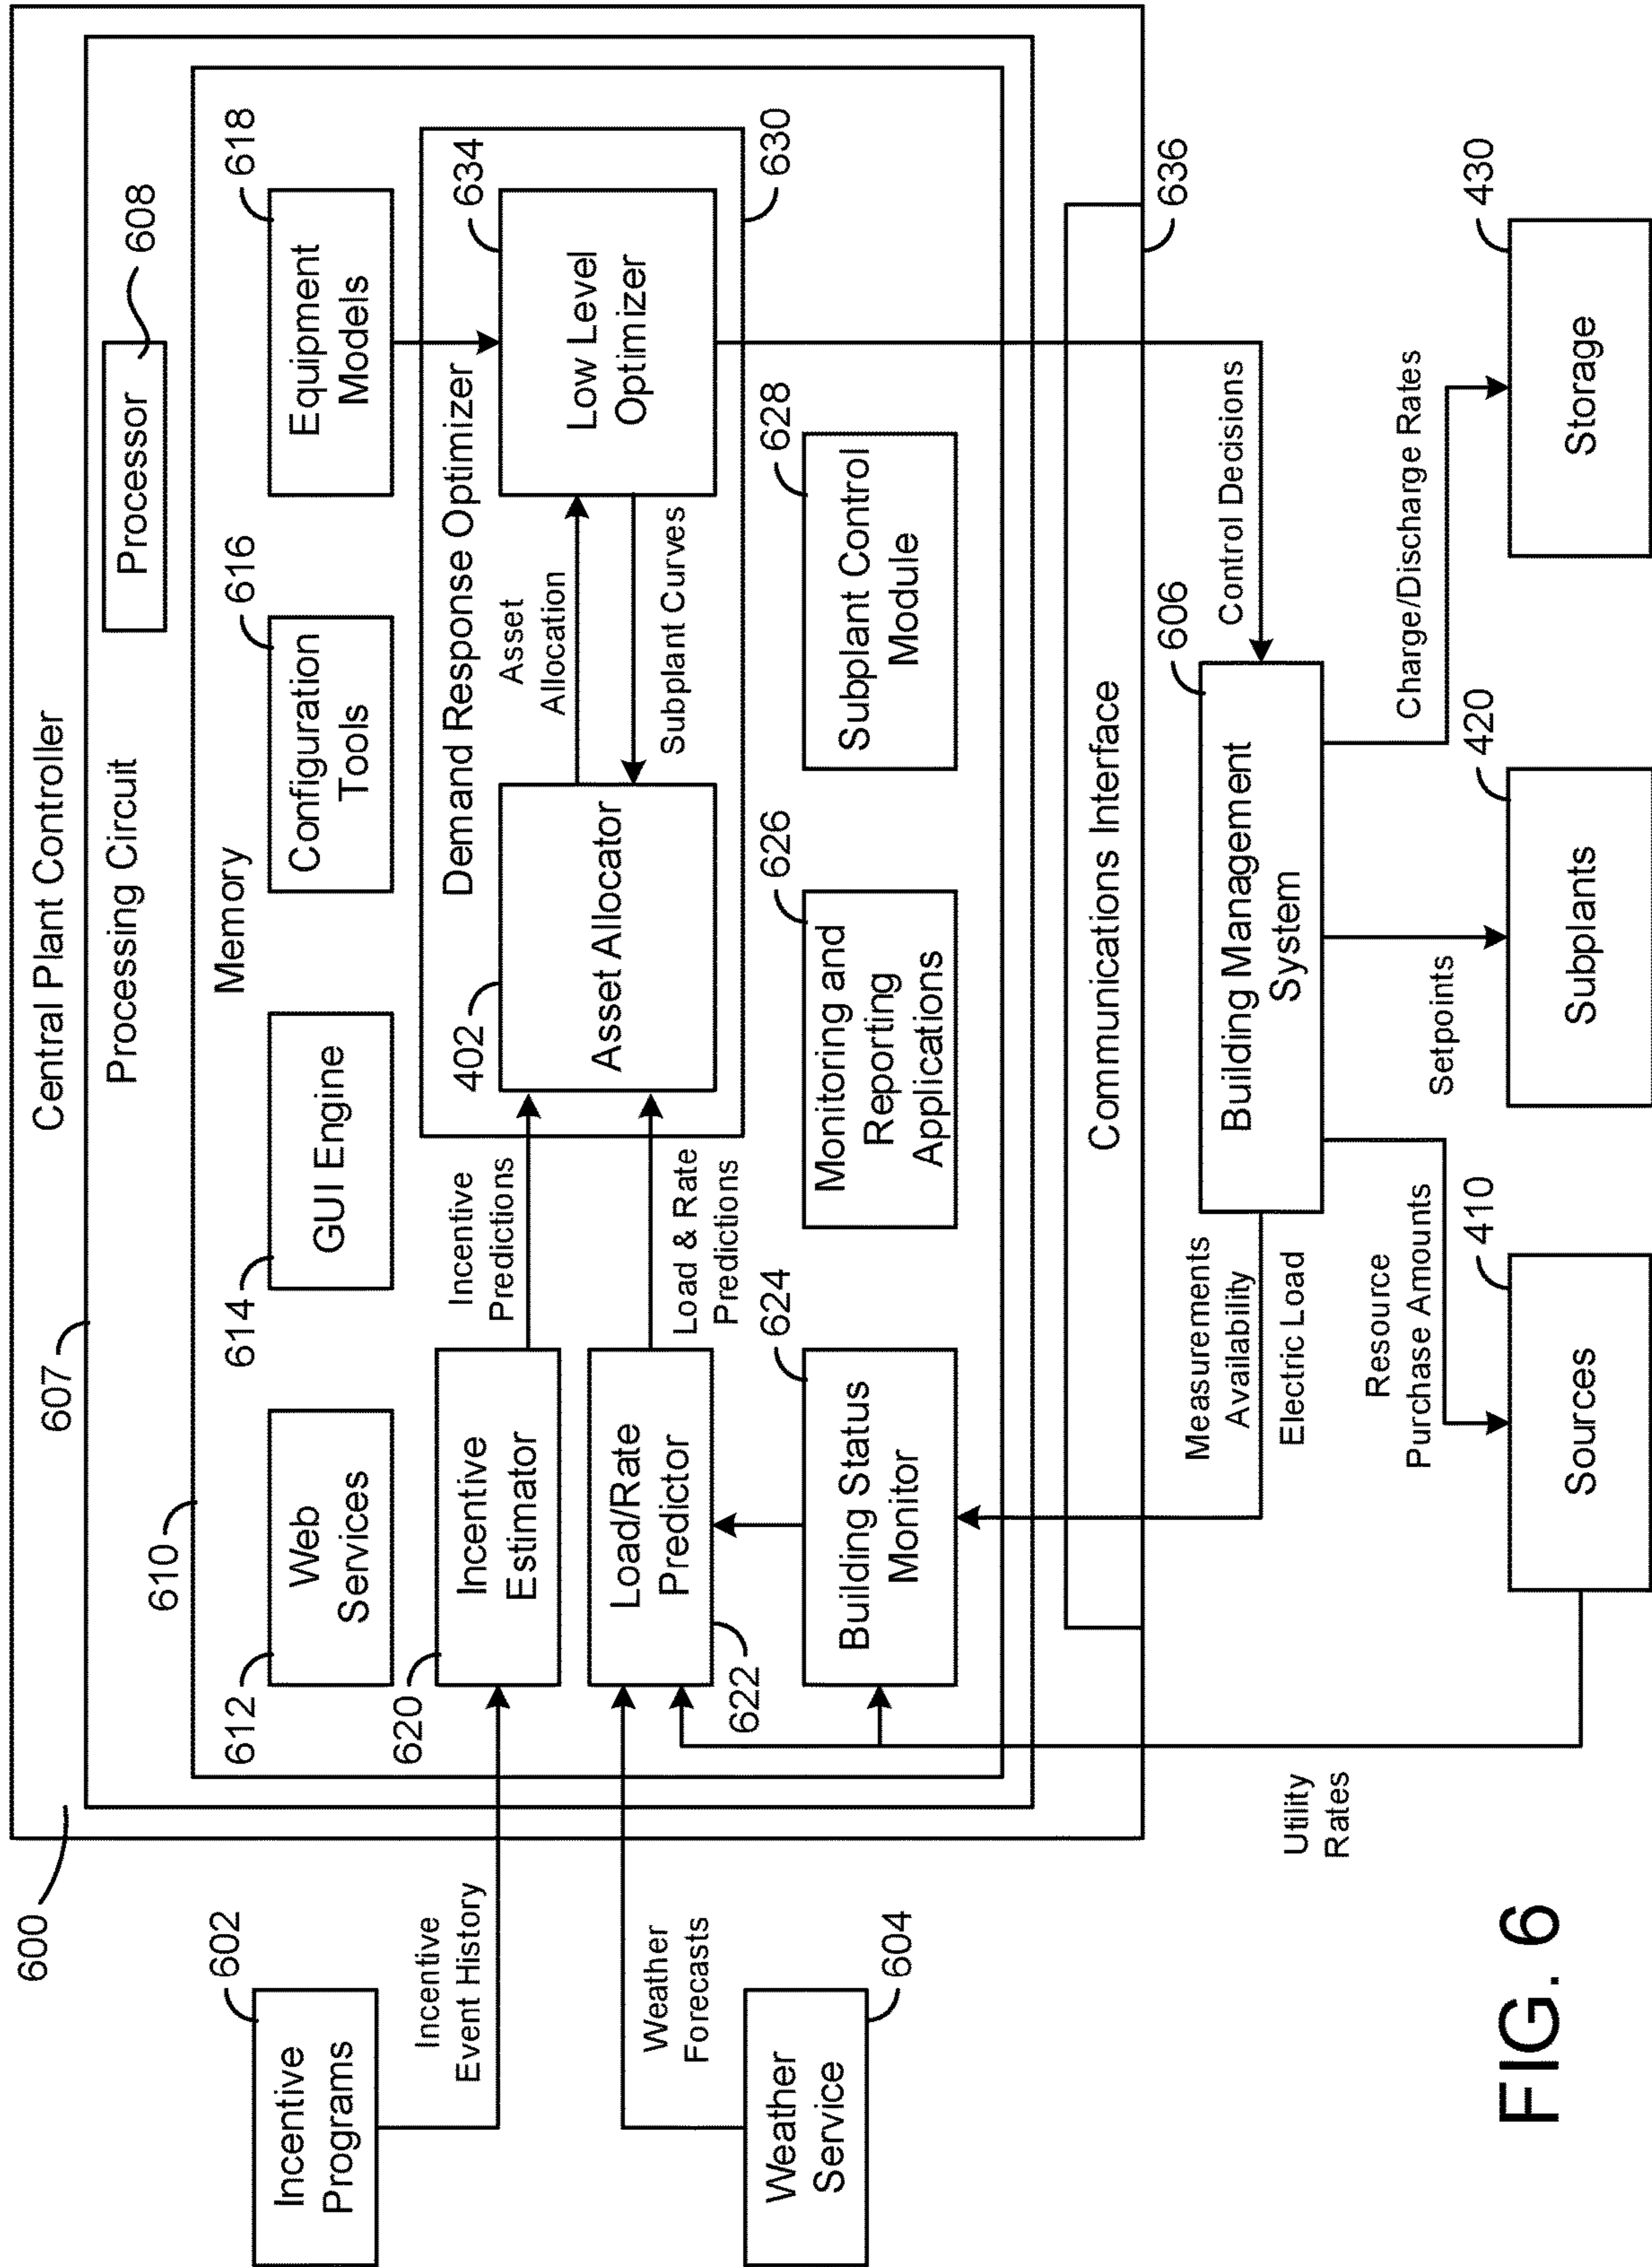 600
Central Plant Controller
607
Processing Circuit
Processor
608
610
Memory
612
Web
Services
614
GUI Engine
616
Configuration
Tools
618
Equipment
Models
602
Incentive
Programs
Incentive
Event History
620
Incentive
Estimator
Incentive
Predictions
Demand Response Optimizer
402
Asset Allocator
Asset
Allocation
Subplant Curves
634
Low Level
Optimizer
630
Weather
Forecasts
Weather
Service
604
Load/Rate
Predictor
622
Load & Rate
Predictions
624
Building Status
Monitor
626
Monitoring and
Reporting
Applications
628
Subplant Control
Module
Communications Interface
636
Measurements
Availability
Electric Load
606
Building Management
System
Control Decisions
Utility
Rates
Resource
Purchase Amounts
Setpoints
Charge/Discharge Rates
410
Sources
420
Subplants
430
Storage
FIG. 6